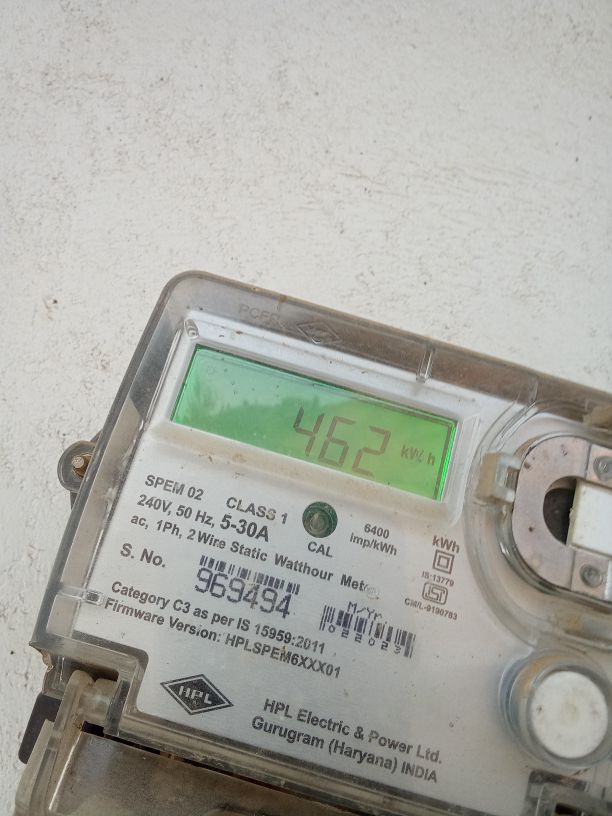 HPL
462 kWh
SPEM 02 CLASS 1
240V, 50 Hz, 5-30A
ac, 1Ph, 2 Wire Static Watthour Meter
CAL
6400
imp/kWh
kWh
IS:13779
CM/L-9190783
S. No.
969494
M/Yr
022023
Category C3 as per IS 15959:2011
Firmware Version: HPLSPEM6XXX01
HPL
HPL Electric & Power Ltd.
Gurugram (Haryana) INDIA